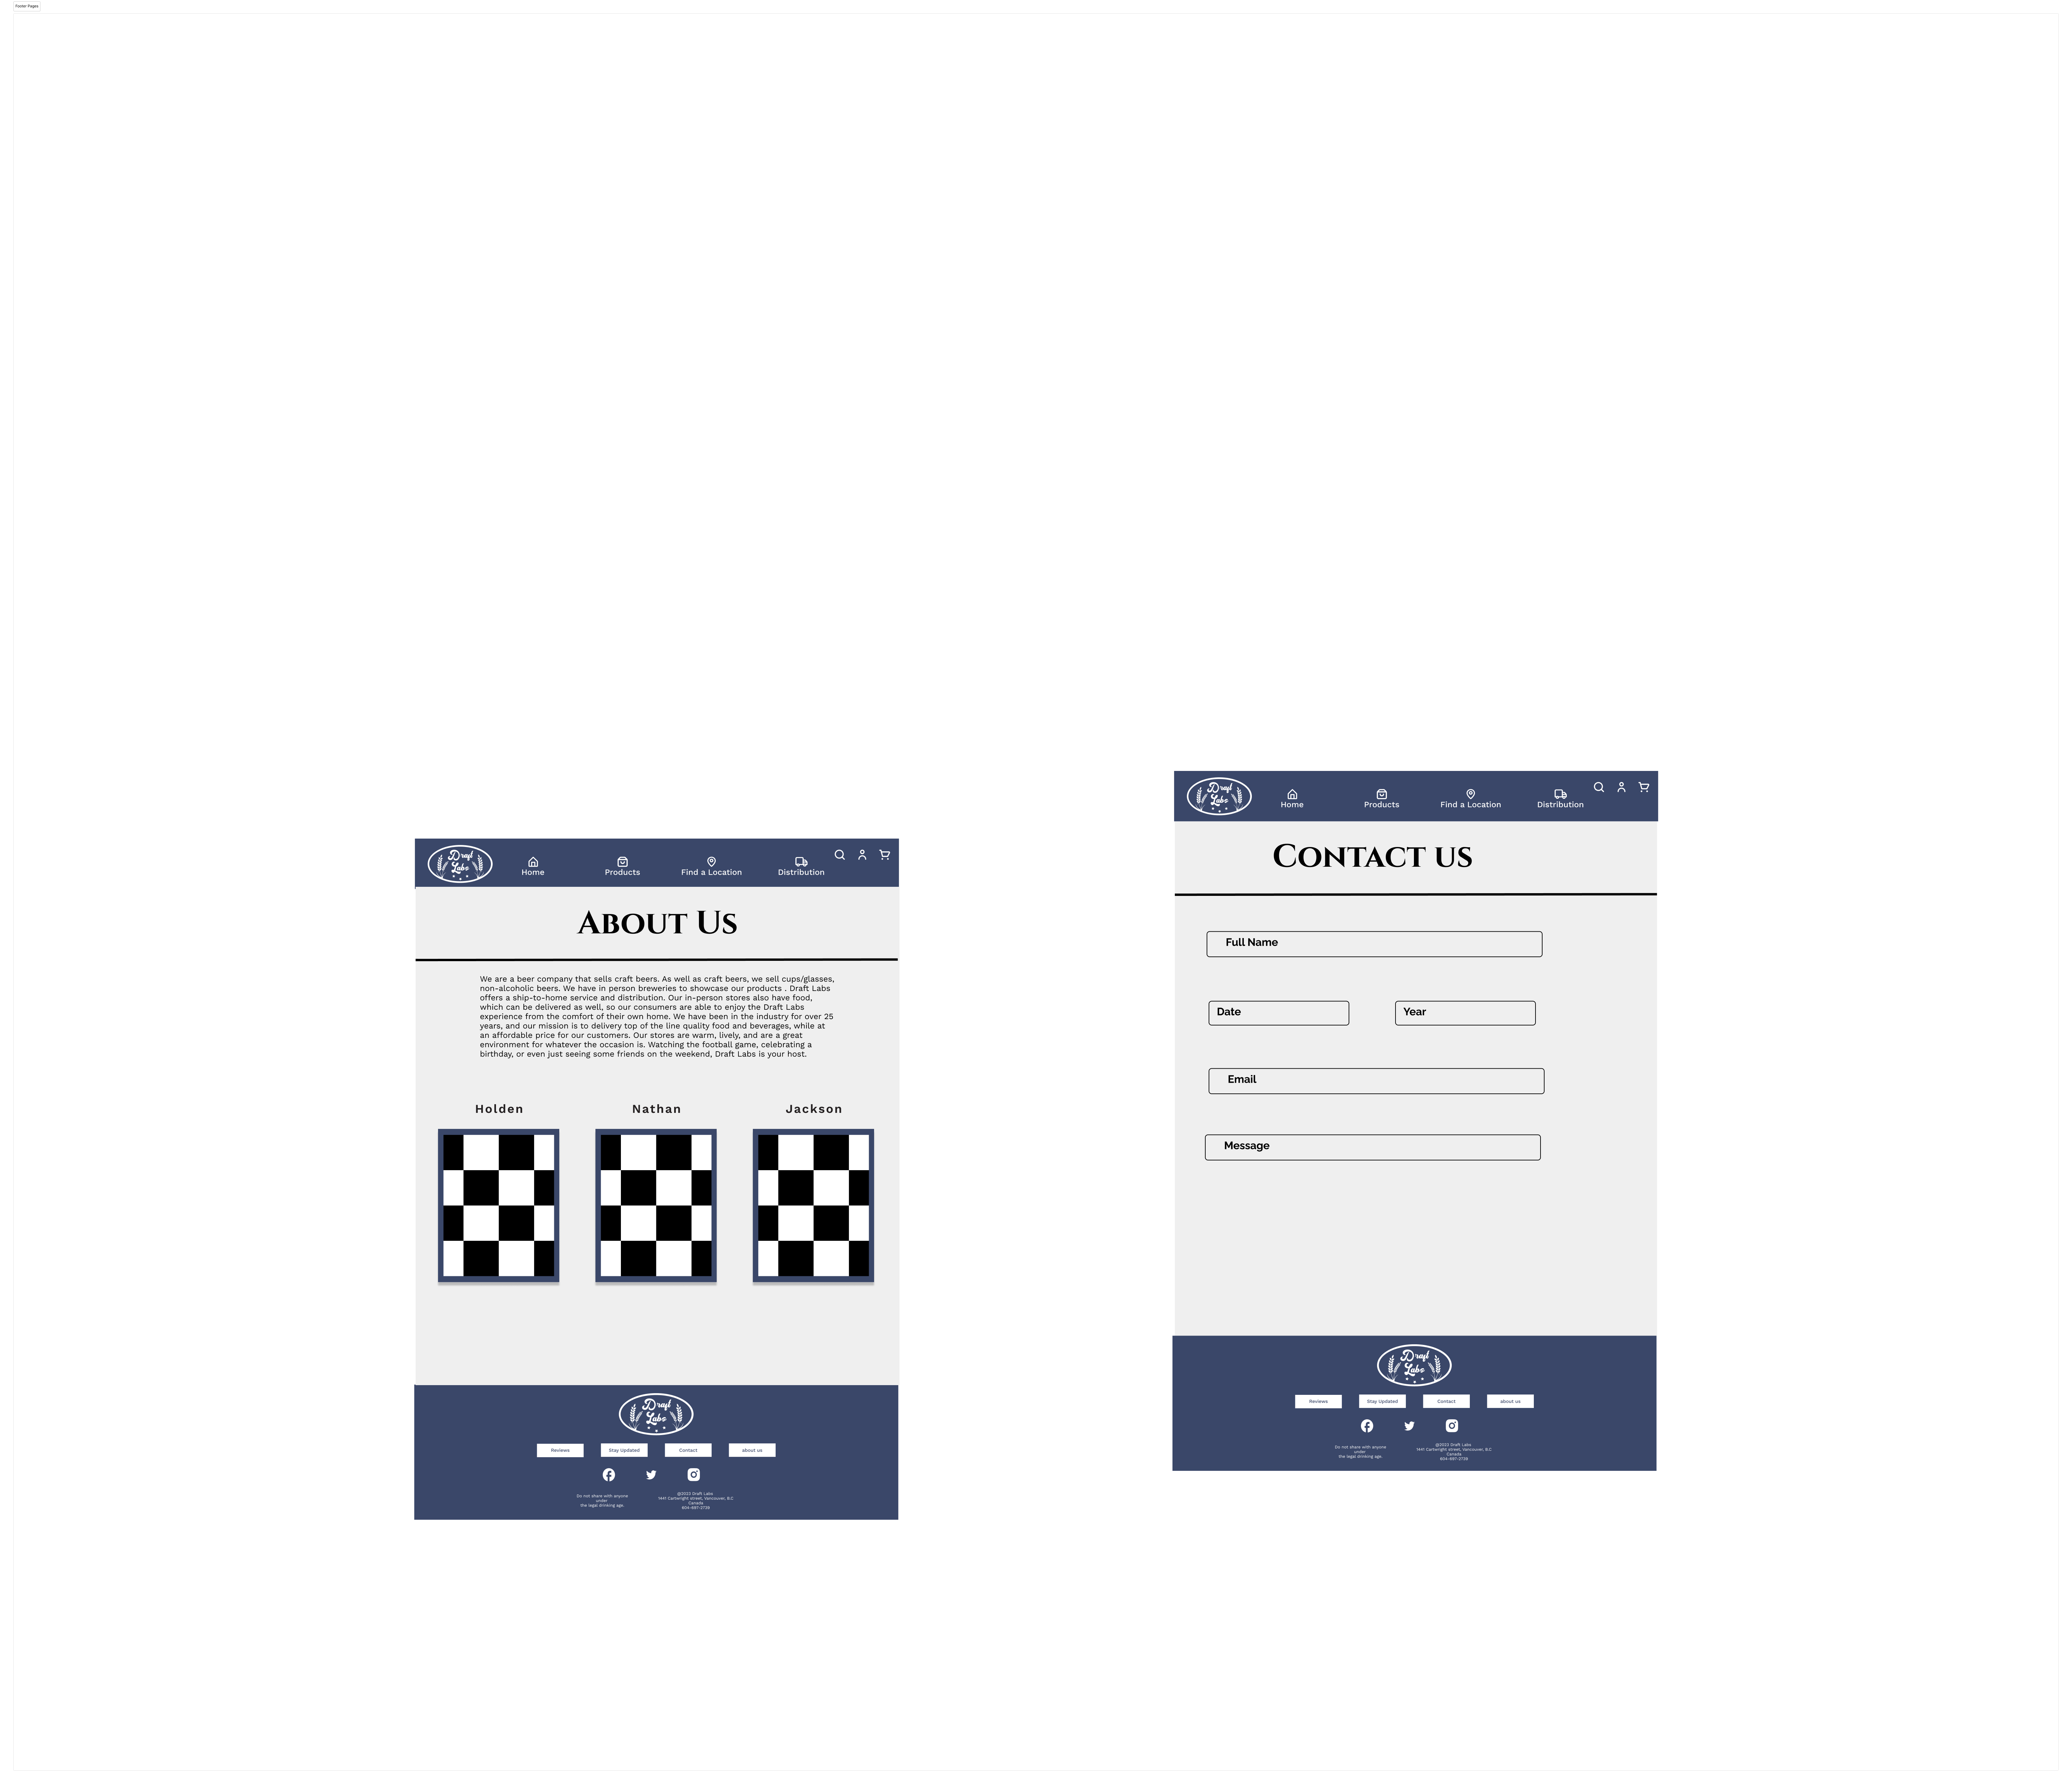 Footer Pages
Draft
Labs
Home
Products
Find a Location
Distribution
About Us
We are a beer company that sells craft beers. As well as craft beers, we sell cups/glasses,
non-alcoholic beers. We have in person breweries to showcase our products . Draft Labs
offers a ship-to-home service and distribution. Our in-person stores also have food,
which can be delivered as well, so our consumers are able to enjoy the Draft Labs
experience from the comfort of their own home. We have been in the industry for over 25
years, and our mission is to delivery top of the line quality food and beverages, while at
an affordable price for our customers. Our stores are warm, lively, and are a great
environment for whatever the occasion is. Watching the football game, celebrating a
birthday, or even just seeing some friends on the weekend, Draft Labs is your host.
Holden
Nathan
Jackson
Draft
Labs
Reviews
Stay Updated
Contact
about us
Do not share with anyone
under
the legal drinking age.
@2023 Draft Labs
1441 Cartwright street, Vancouver, B.C
Canada
604-697-2728
Draft
Labs
Home
Products
Find a Location
Distribution
Contact us
Full Name
Date
Year
Email
Message
Draft
Labs
Reviews
Stay Updated
Contact
about us
Do not share with anyone
under
the legal drinking age.
@2023 Draft Labs
1441 Cartwright street, Vancouver, B.C
Canada
604-697-2728